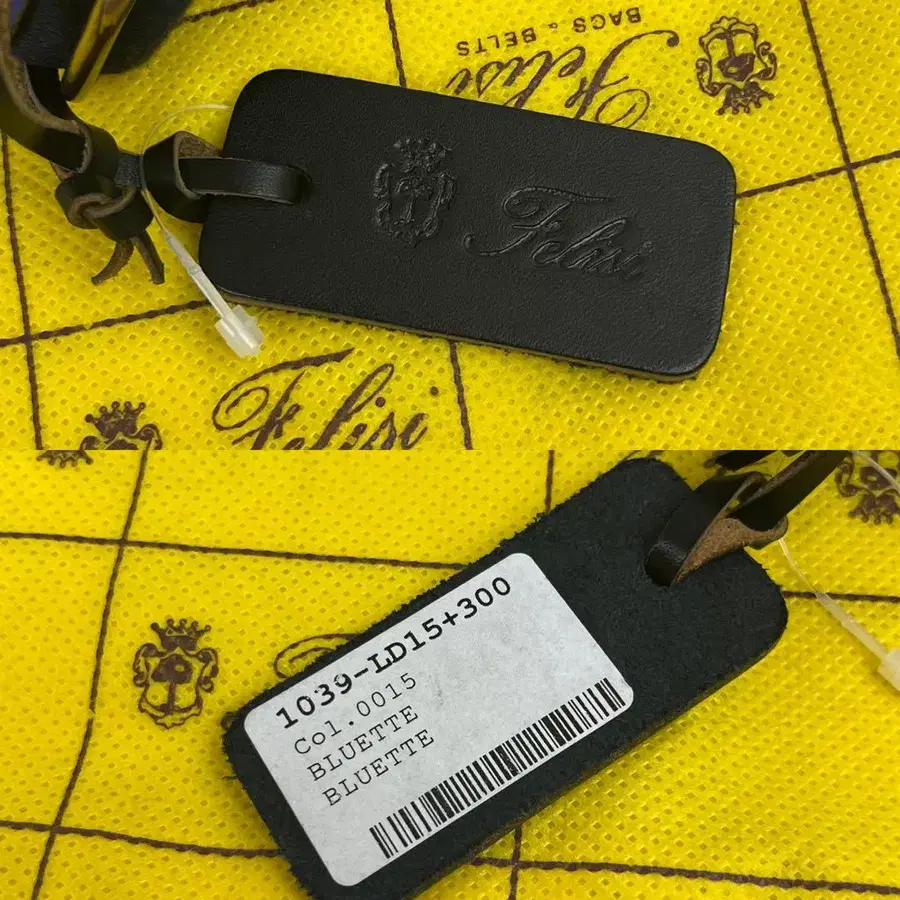 Felisi
BAGS & BELTS
Felisi
Felisi
1039-LD15+300
Col.0015
BLUETTE
BLUETTE